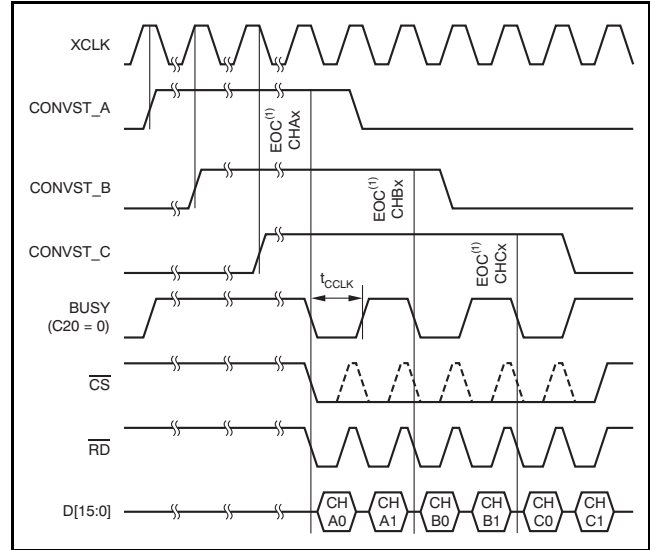 XCLK
CONVST_A
EOC(1)
CHAx
CONVST_B
EOC(1)
CHBx
CONVST_C
EOC(1)
CHCx
tCCLK
BUSY
(C20 = 0)
CS
RD
D[15:0]
CH
A0
CH
A1
CH
B0
CH
B1
CH
C0
CH
C1